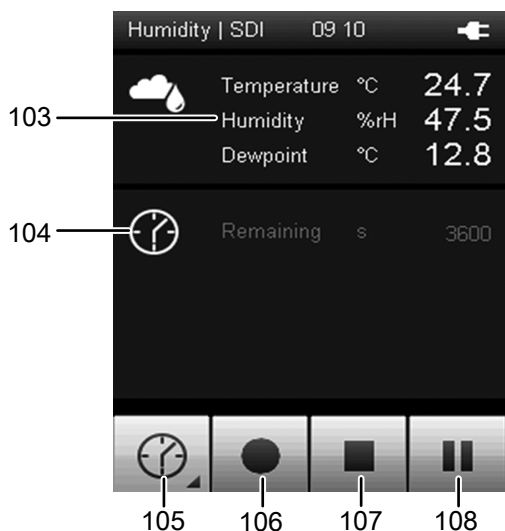 Humidity | SDI 09 10
Temperature °C 24.7
103 Humidity %rH 47.5
Dewpoint °C 12.8
104 Remaining s 3600
105 106 107 108